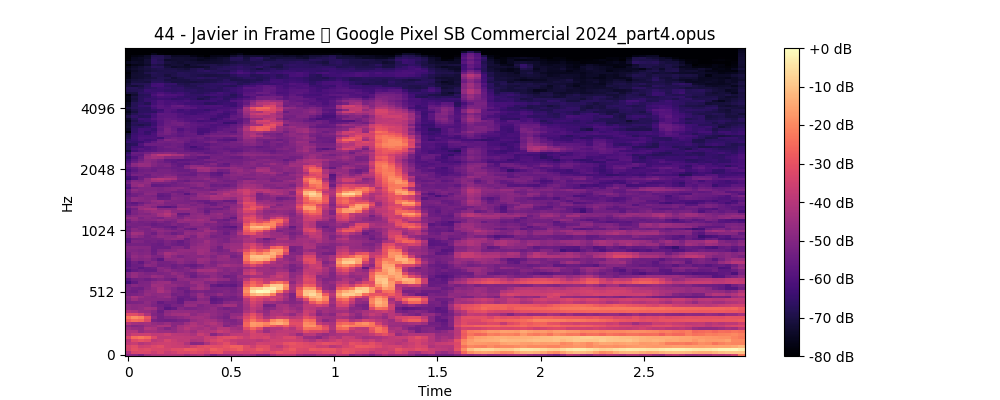 44 - Javier in Frame ▯ Google Pixel SB Commercial 2024_part4.opus
Hz
4096
2048
1024
512
0
0
0.5
1
1.5
2
2.5
Time
+0 dB
-10 dB
-20 dB
-30 dB
-40 dB
-50 dB
-60 dB
-70 dB
-80 dB